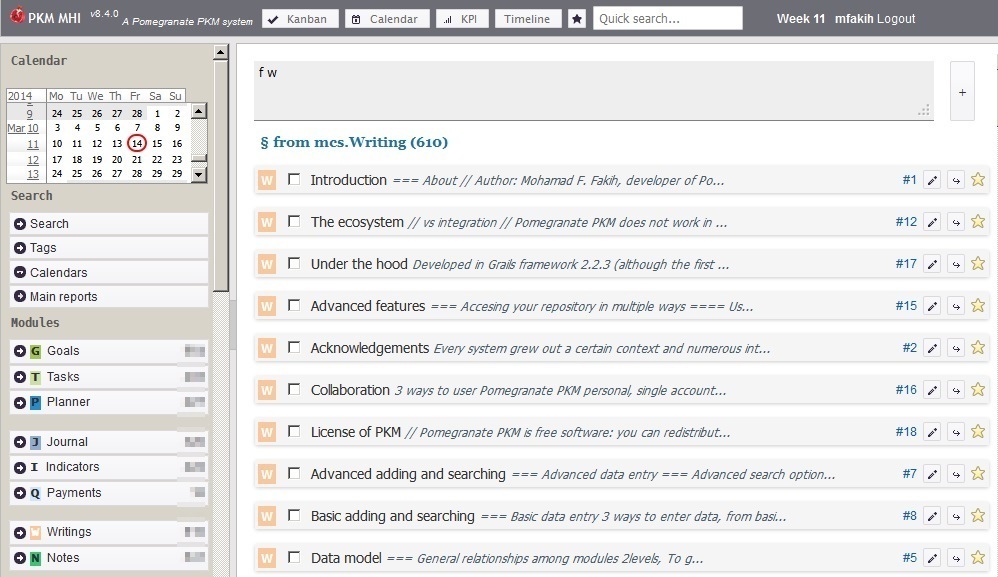 PKM MHI v8.4.0 A Pomegranate PKM system Kanban Calendar KPI Timeline Quick search... Week 11 mfakih Logout
Calendar
2014 Mo Tu We Th Fr Sa Su
9 24 25 26 27 28 1 2
Mar 10 3 4 5 6 7 8 9
11 10 11 12 13 14 15 16
12 17 18 19 20 21 22 23
13 24 25 26 27 28 29 29
Search
Search
Tags
Calendars
Main reports
Modules
G Goals
T Tasks
P Planner
J Journal
I Indicators
Q Payments
W Writings
N Notes
f w
+
§ from mcs.Writing (610)
W Introduction === About // Author: Mohamad F. Fakih, developer of Po... #1
W The ecosystem // vs integration // Pomegranate PKM does not work in ... #12
W Under the hood Developed in Grails framework 2.2.3 (although the first ... #17
W Advanced features === Accesing your repository in multiple ways ==== Us... #15
W Acknowledgements Every system grew out a certain context and numerous int... #2
W Collaboration 3 ways to user Pomegranate PKM personal, single account... #16
W License of PKM // Pomegranate PKM is free software: you can redistribut... #18
W Advanced adding and searching === Advanced data entry === Advanced search option... #7
W Basic adding and searching === Basic data entry 3 ways to enter data, from basi... #8
W Data model === General relationships among modules 2levels, To g... #5